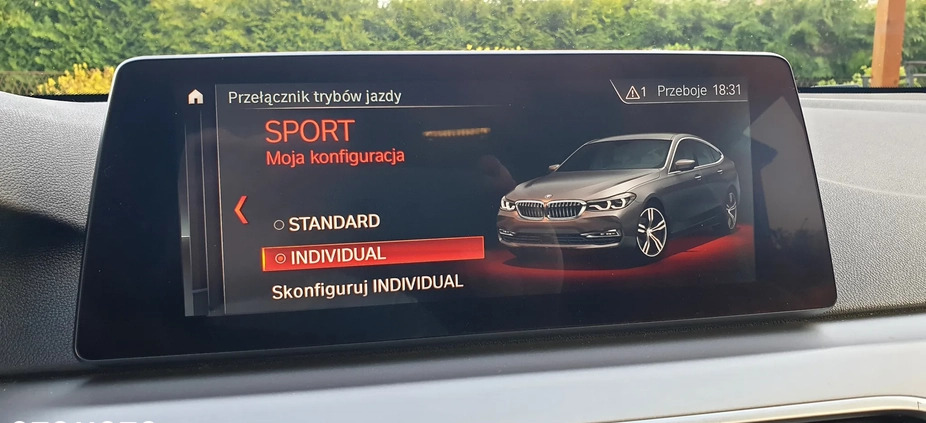 Przełącznik trybów jazdy
1 Przeboje 18:31
SPORT
Moja konfiguracja
STANDARD
INDIVIDUAL
Skonfiguruj INDIVIDUAL